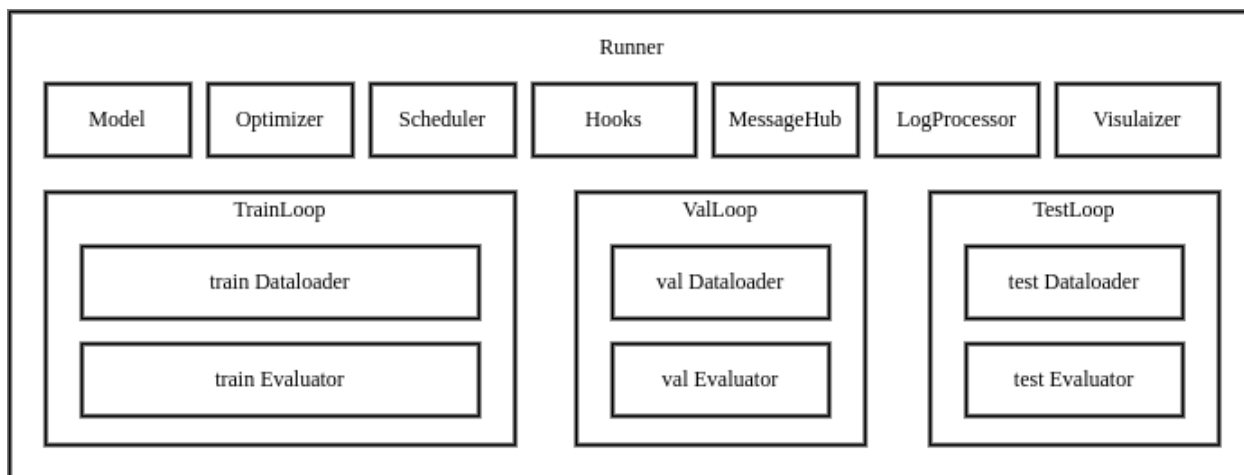 Runner
Model
Optimizer
Scheduler
Hooks
MessageHub
LogProcessor
Visulaizer
TrainLoop
train Dataloader
train Evaluator
ValLoop
val Dataloader
val Evaluator
TestLoop
test Dataloader
test Evaluator